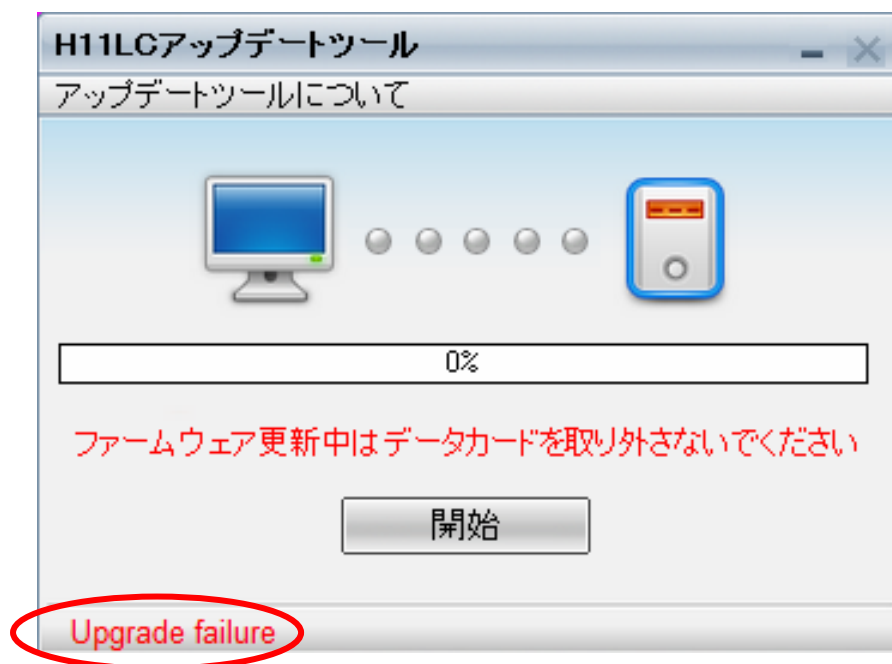 H11LCアップデートツール
アップデートツールについて
0%
ファームウェア更新中はデータカードを取り外さないでください
開始
Upgrade failure